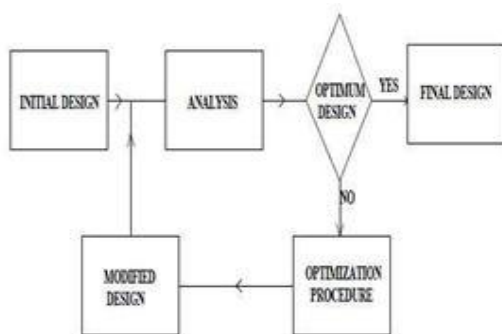 INITIAL DESIGN
ANALYSIS
OPTIMUM
DESIGN
YES
FINAL DESIGN
NO
MODIFIED
DESIGN
OPTIMIZATION
PROCEDURE